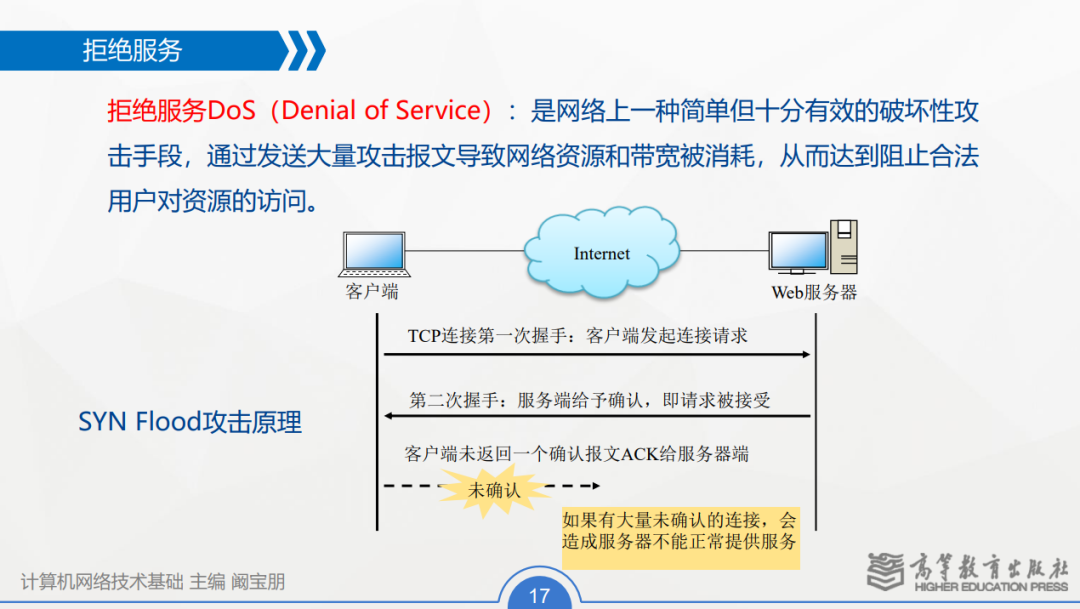 拒绝服务
拒绝服务DoS（Denial of Service）：是网络上一种简单但十分有效的破坏性攻
击手段，通过发送大量攻击报文导致网络资源和带宽被消耗，从而达到阻止合法
用户对资源的访问。
Internet
客户端
Web服务器
TCP连接第一次握手：客户端发起连接请求
第二次握手：服务端给予确认，即请求被接受
SYN Flood攻击原理
客户端未返回一个确认报文ACK给服务器端
未确认
如果有大量未确认的连接，会
造成服务器不能正常提供服务
计算机网络技术基础 主编 阚宝朋
17
高等教育出版社
HIGHER EDUCATION PRESS